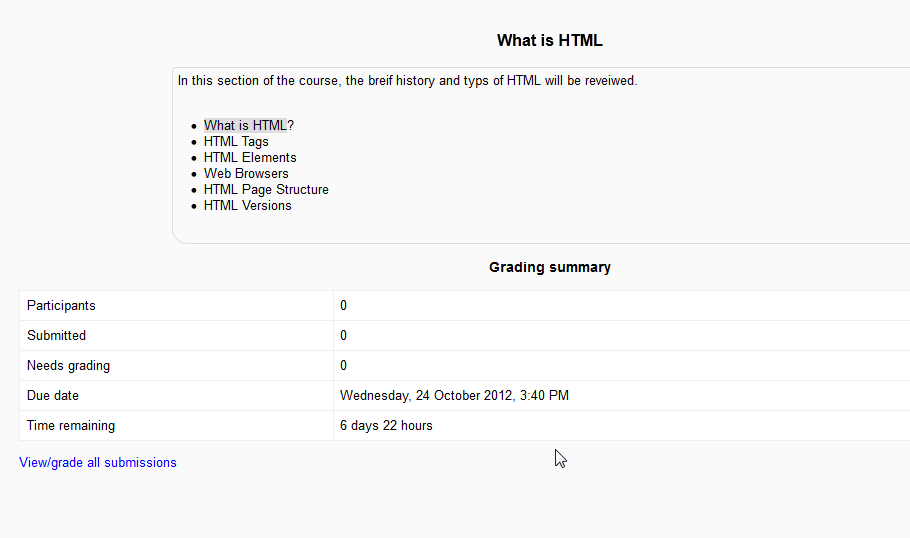 What is HTML
In this section of the course, the breif history and typs of HTML will be reveiwed.
What is HTML?
HTML Tags
HTML Elements
Web Browsers
HTML Page Structure
HTML Versions
Grading summary
Participants 0
Submitted 0
Needs grading 0
Due date Wednesday, 24 October 2012, 3:40 PM
Time remaining 6 days 22 hours
View/grade all submissions